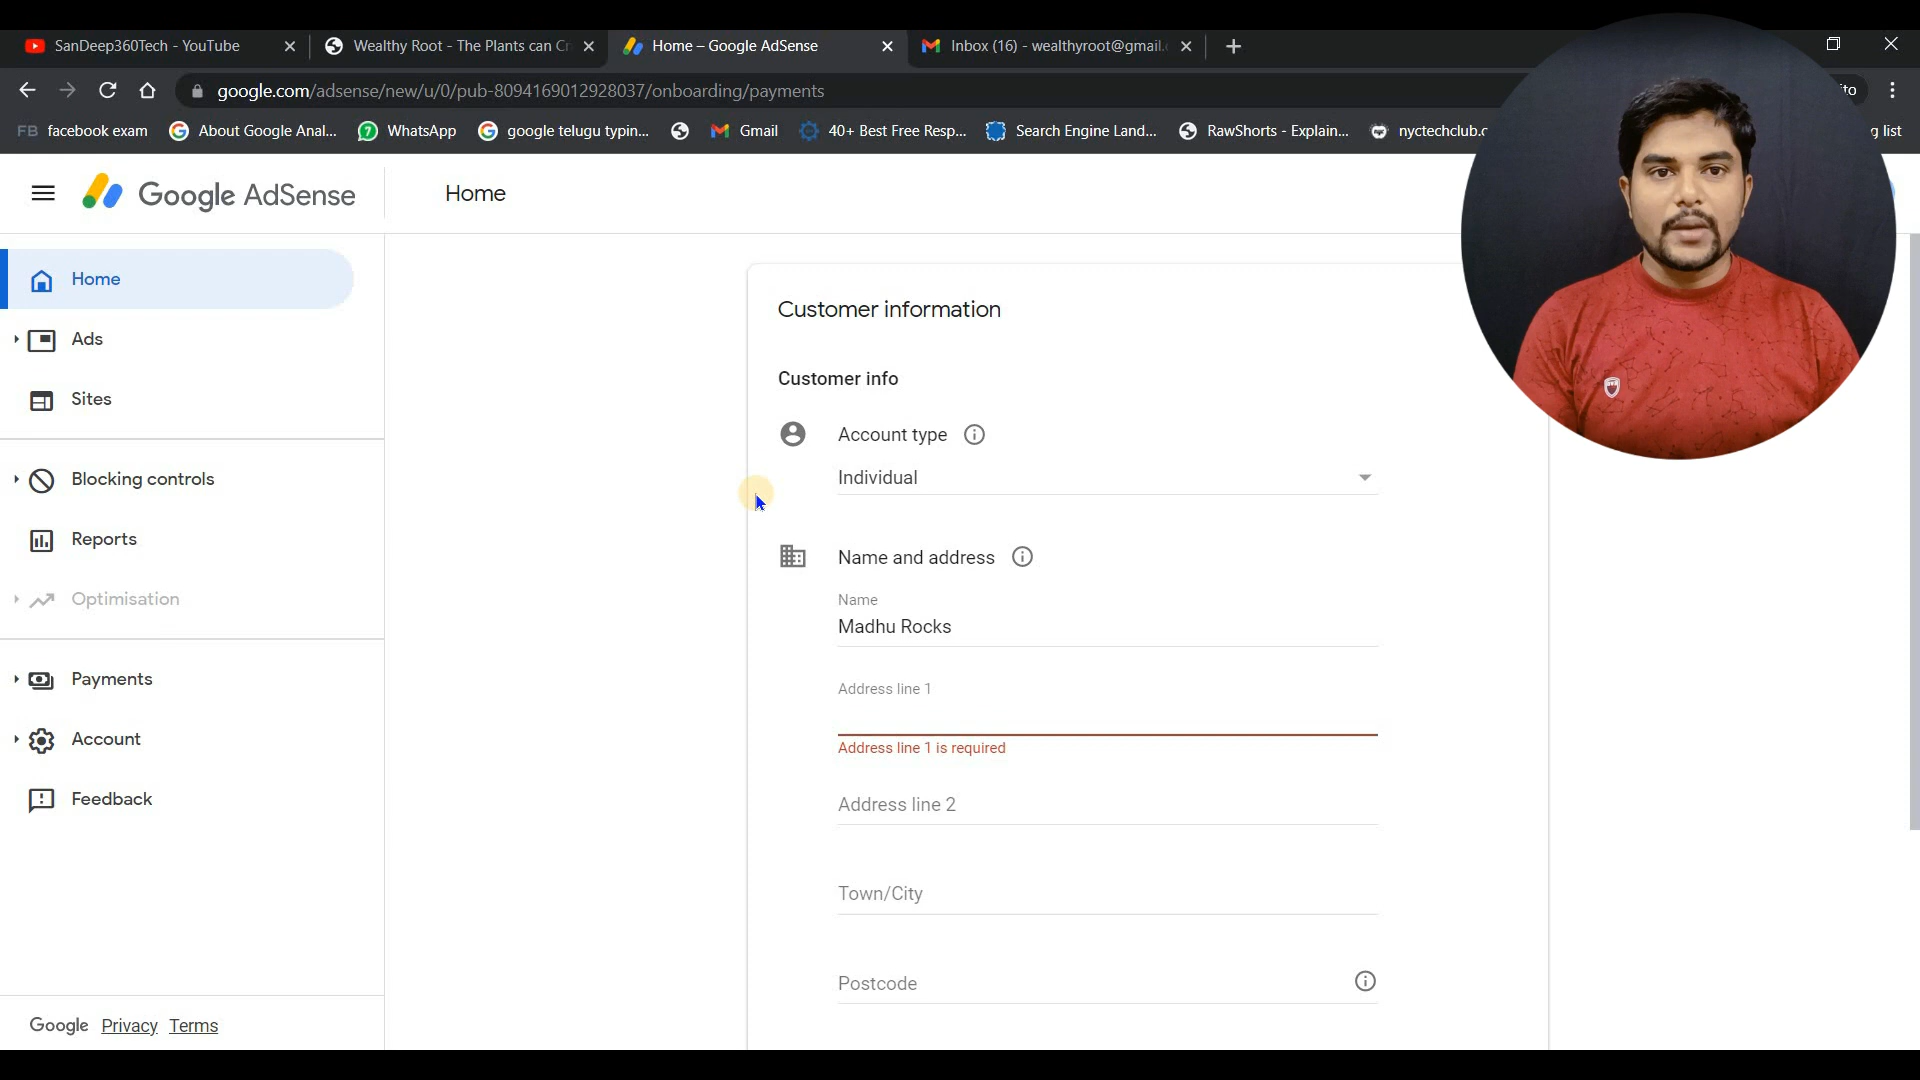 SanDeep360Tech - YouTube
Wealthy Root - The Plants can Cr
Home – Google AdSense
Inbox (16) - wealthyroot@gmail.
google.com/adsense/new/u/0/pub-8094169012928037/onboarding/payments
FB facebook exam
About Google Anal...
WhatsApp
google telugu typin...
Gmail
40+ Best Free Resp...
Search Engine Land...
RawShorts - Explain...
nyctechclub.c
g list
Google AdSense
Home
Home
Ads
Sites
Blocking controls
Reports
Optimisation
Payments
Account
Feedback
Google Privacy Terms
Customer information
Customer info
Account type
Individual
Name and address
Name
Madhu Rocks
Address line 1
Address line 1 is required
Address line 2
Town/City
Postcode